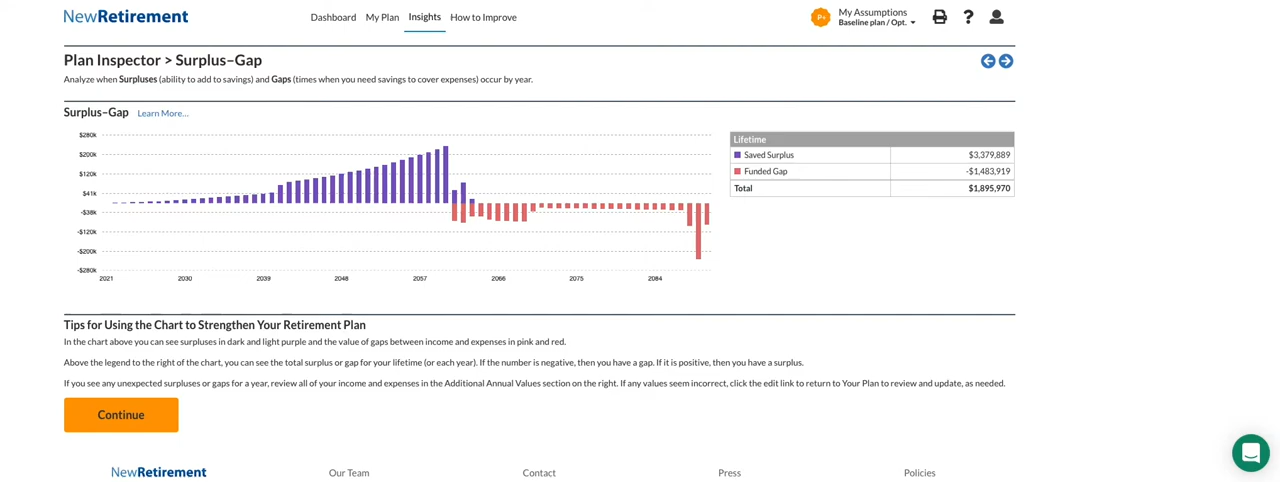 NewRetirement
Dashboard My Plan Insights How to Improve
P+ My Assumptions
Baseline plan / Opt.
?
Plan Inspector > Surplus–Gap
Analyze when Surpluses (ability to add to savings) and Gaps (times when you need savings to cover expenses) occur by year.
Surplus–Gap Learn More...
$280k
$200k
$120k
$41k
-$38k
-$120k
-$200k
-$280k
2021 2030 2039 2048 2057 2066 2075 2084
Lifetime
Saved Surplus $3,379,889
Funded Gap -$1,483,919
Total $1,895,970
Tips for Using the Chart to Strengthen Your Retirement Plan
In the chart above you can see surpluses in dark and light purple and the value of gaps between income and expenses in pink and red.
Above the legend to the right of the chart, you can see the total surplus or gap for your lifetime (or each year). If the number is negative, then you have a gap. If it is positive, then you have a surplus.
If you see any unexpected surpluses or gaps for a year, review all of your income and expenses in the Additional Annual Values section on the right. If any values seem incorrect, click the edit link to return to Your Plan to review and update, as needed.
Continue
NewRetirement Our Team Contact Press Policies